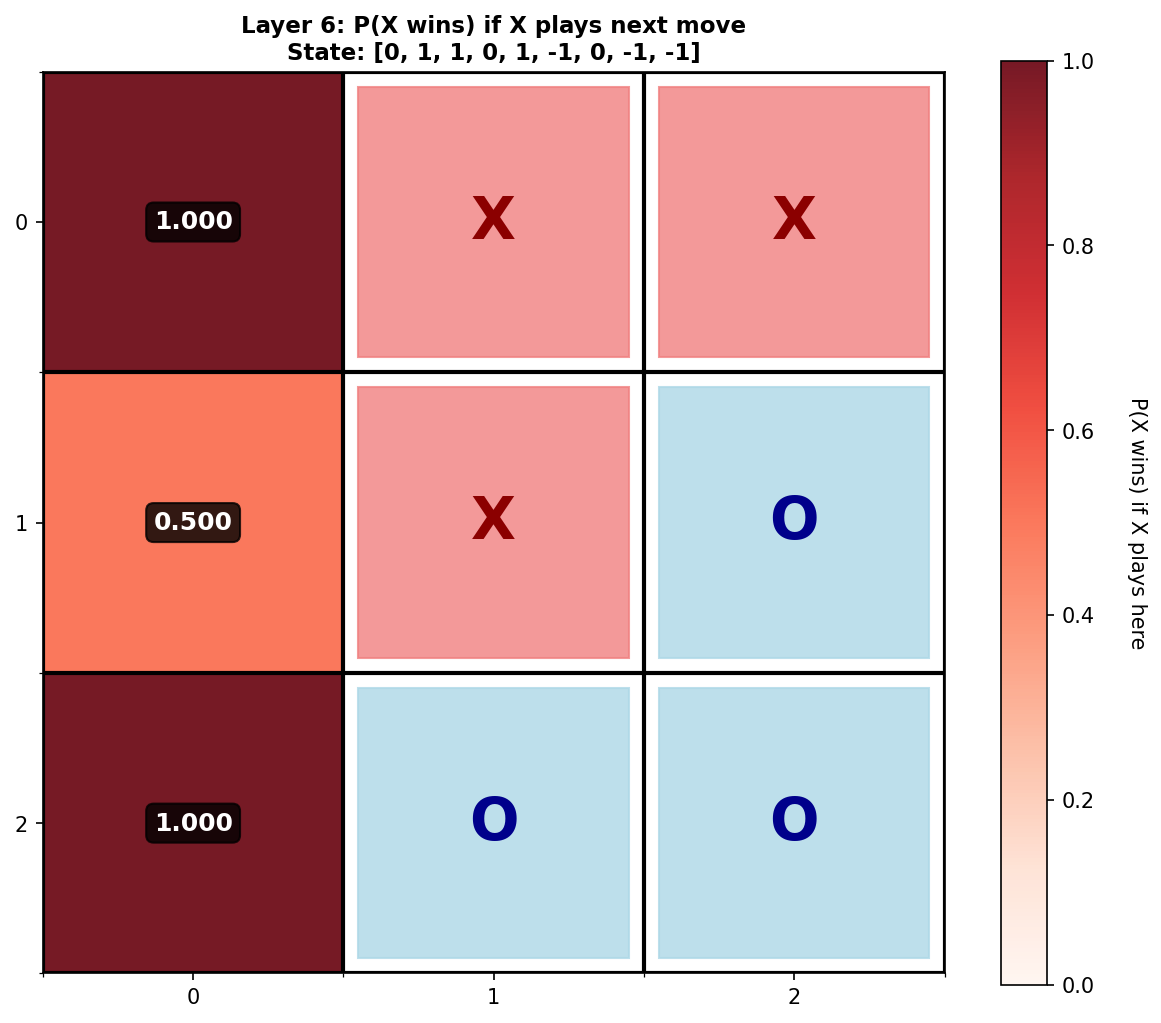 Layer 6: P(X wins) if X plays next move
State: [0, 1, 1, 0, 1, -1, 0, -1, -1]
1.000 X X
0.500 X O
1.000 O O
0
1
2
0 1 2
1.0
0.8
0.6
0.4
0.2
0.0
P(X wins) if X plays here